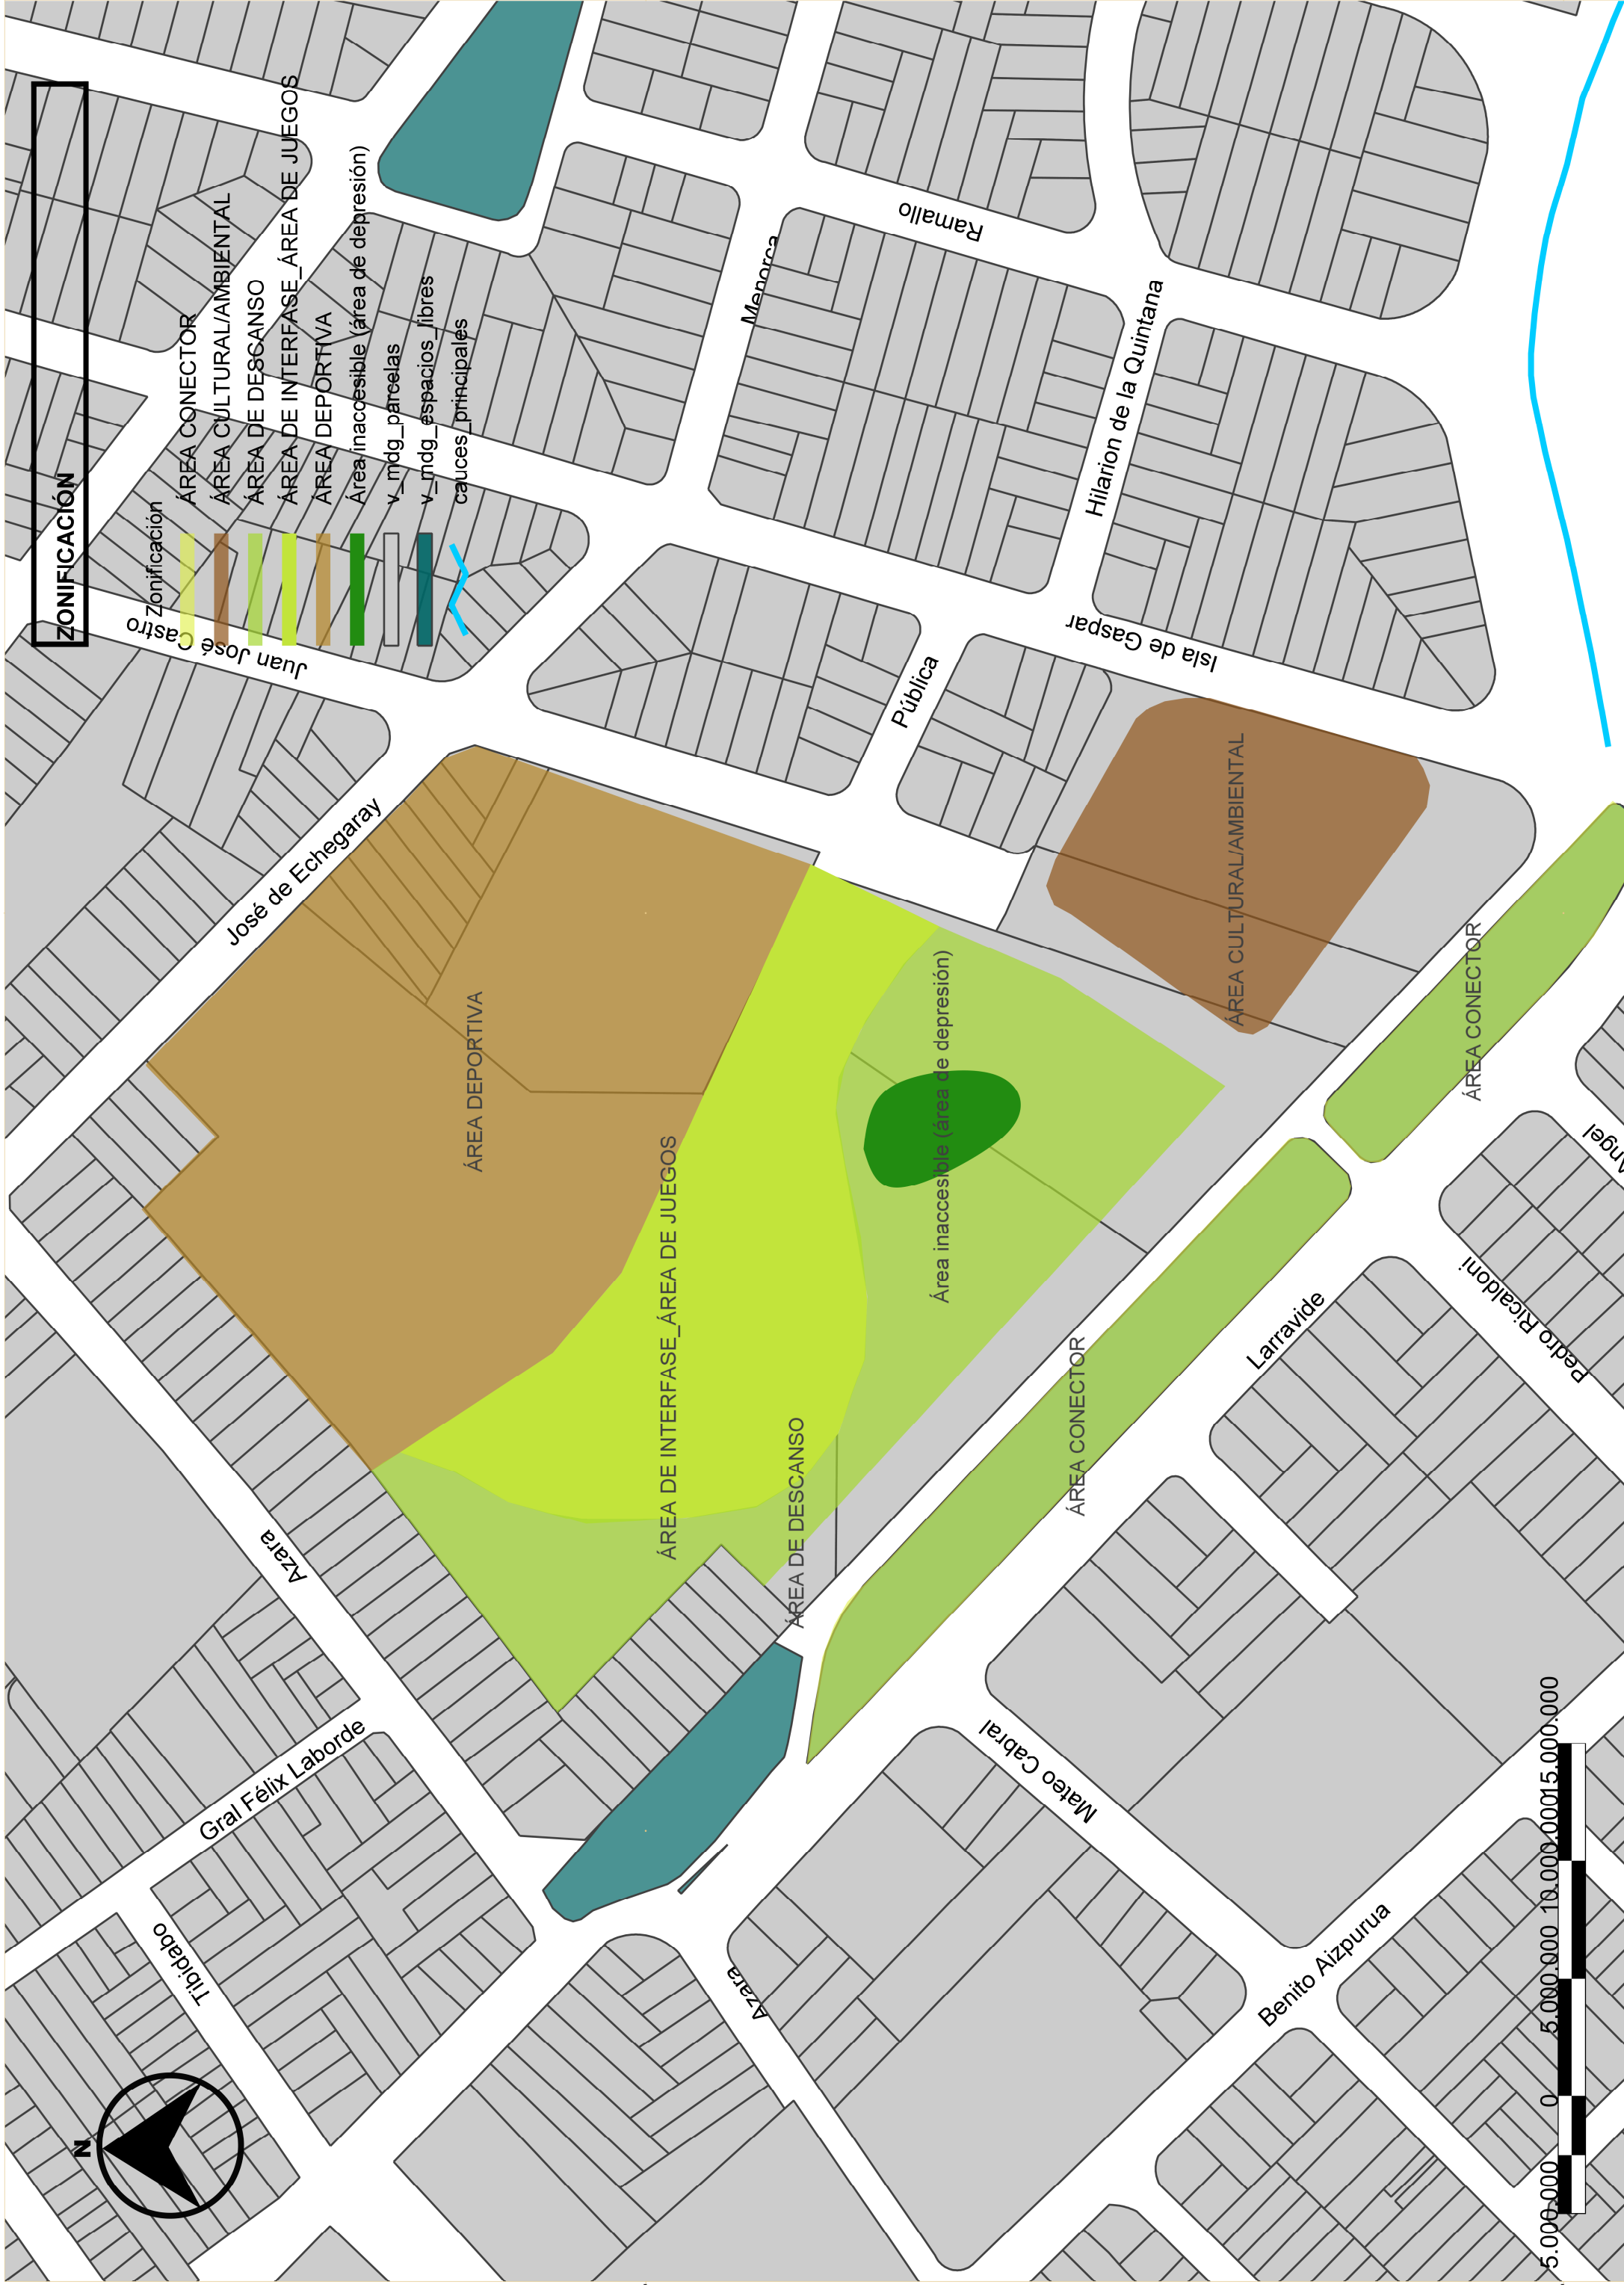 ZONIFICACIÓN
Zonificación
ÁREA CONECTOR
ÁREA CULTURAL/AMBIENTAL
ÁREA DE DESCANSO
ÁREA DE INTERFASE_ÁREA DE JUEGOS
ÁREA DEPORTIVA
Área inaccesible (área de depresión)
v_mdg_parcelas
v_mdg_espacios_libres
cauces_principales
N
Tibidabo
Gral Félix Laborde
Azara
José de Echegaray
Juan José Castro
ÁREA DEPORTIVA
ÁREA DE INTERFASE_ÁREA DE JUEGOS
Azara
ÁREA DE DESCANSO
Menorca
Pública
Ramallo
Área inaccesible (área de depresión)
Mateo Cabral
ÁREA CONECTOR
Isla de Gaspar
Hilarion de la Quintana
ÁREA CULTURAL/AMBIENTAL
Larravide
Benito Aizpurua
ÁREA CONECTOR
Pedro Ricaldoni
Angel
5.000.000 0 5.000.000 10.000.00015.000.000